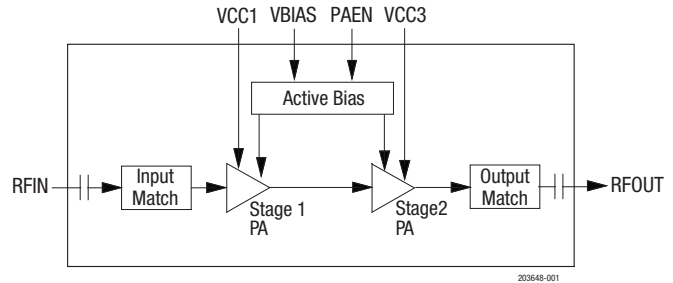 VCC1 VBIAS PAEN VCC3
Active Bias
RFIN
Input
Match
Stage 1
PA
Stage2
PA
Output
Match
RFOUT
203648-001